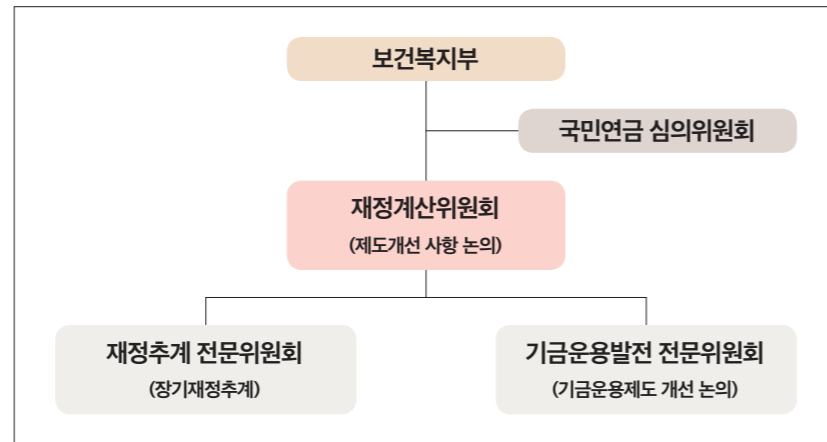 보건복지부
국민연금 심의위원회
재정계산위원회
(제도개선 사항 논의)
재정추계 전문위원회
(장기재정추계)
기금운용발전 전문위원회
(기금운용제도 개선 논의)